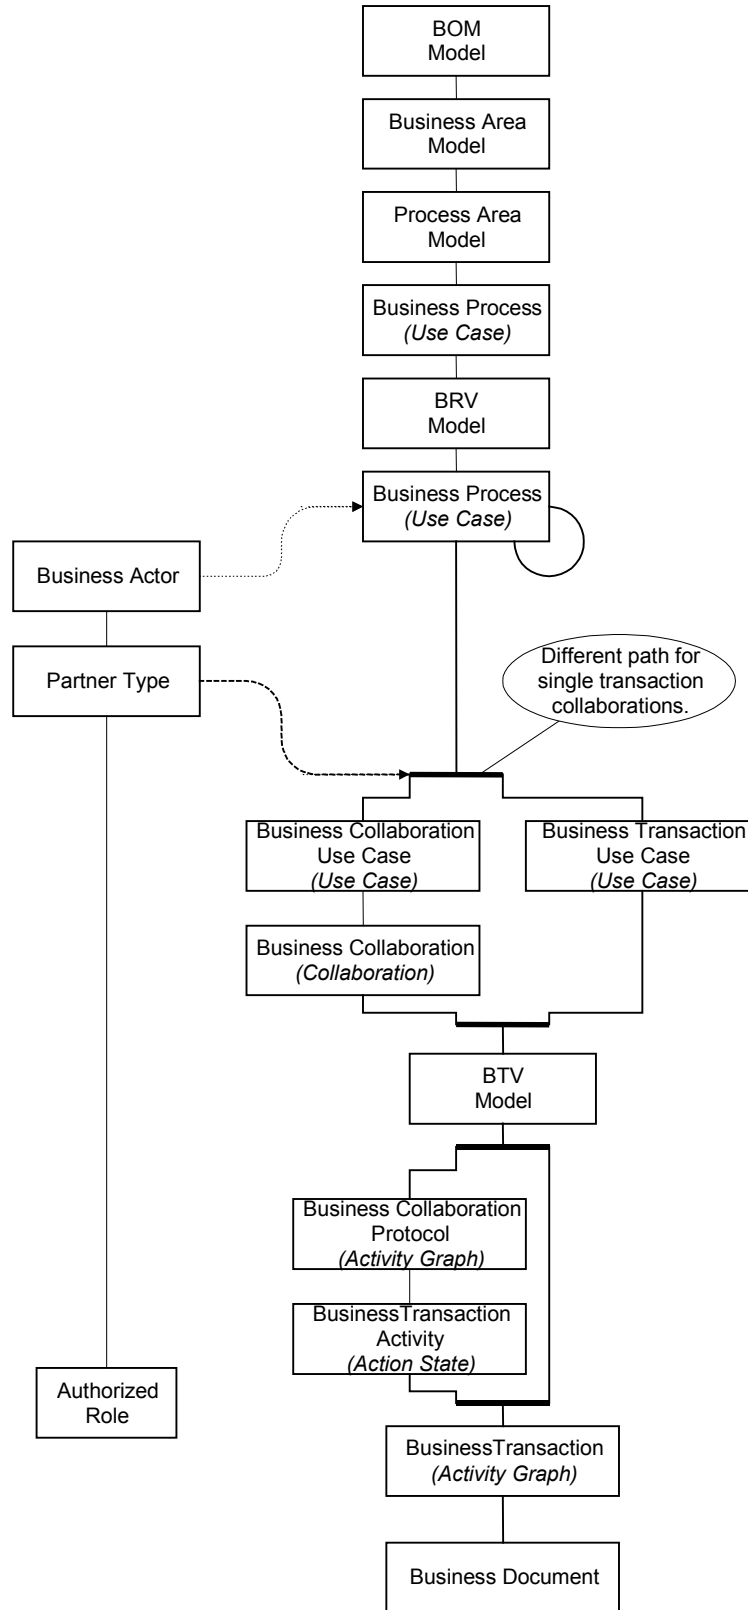 BOM
Model
Business Area
Model
Process Area
Model
Business Process
(Use Case)
BRV
Model
Business Process
(Use Case)
Business Actor
Partner Type
Different path for
single transaction
collaborations.
Business Collaboration
Use Case
(Use Case)
Business Transaction
Use Case
(Use Case)
Business Collaboration
(Collaboration)
BTV
Model
Business Collaboration
Protocol
(Activity Graph)
BusinessTransaction
Activity
(Action State)
Authorized
Role
BusinessTransaction
(Activity Graph)
Business Document